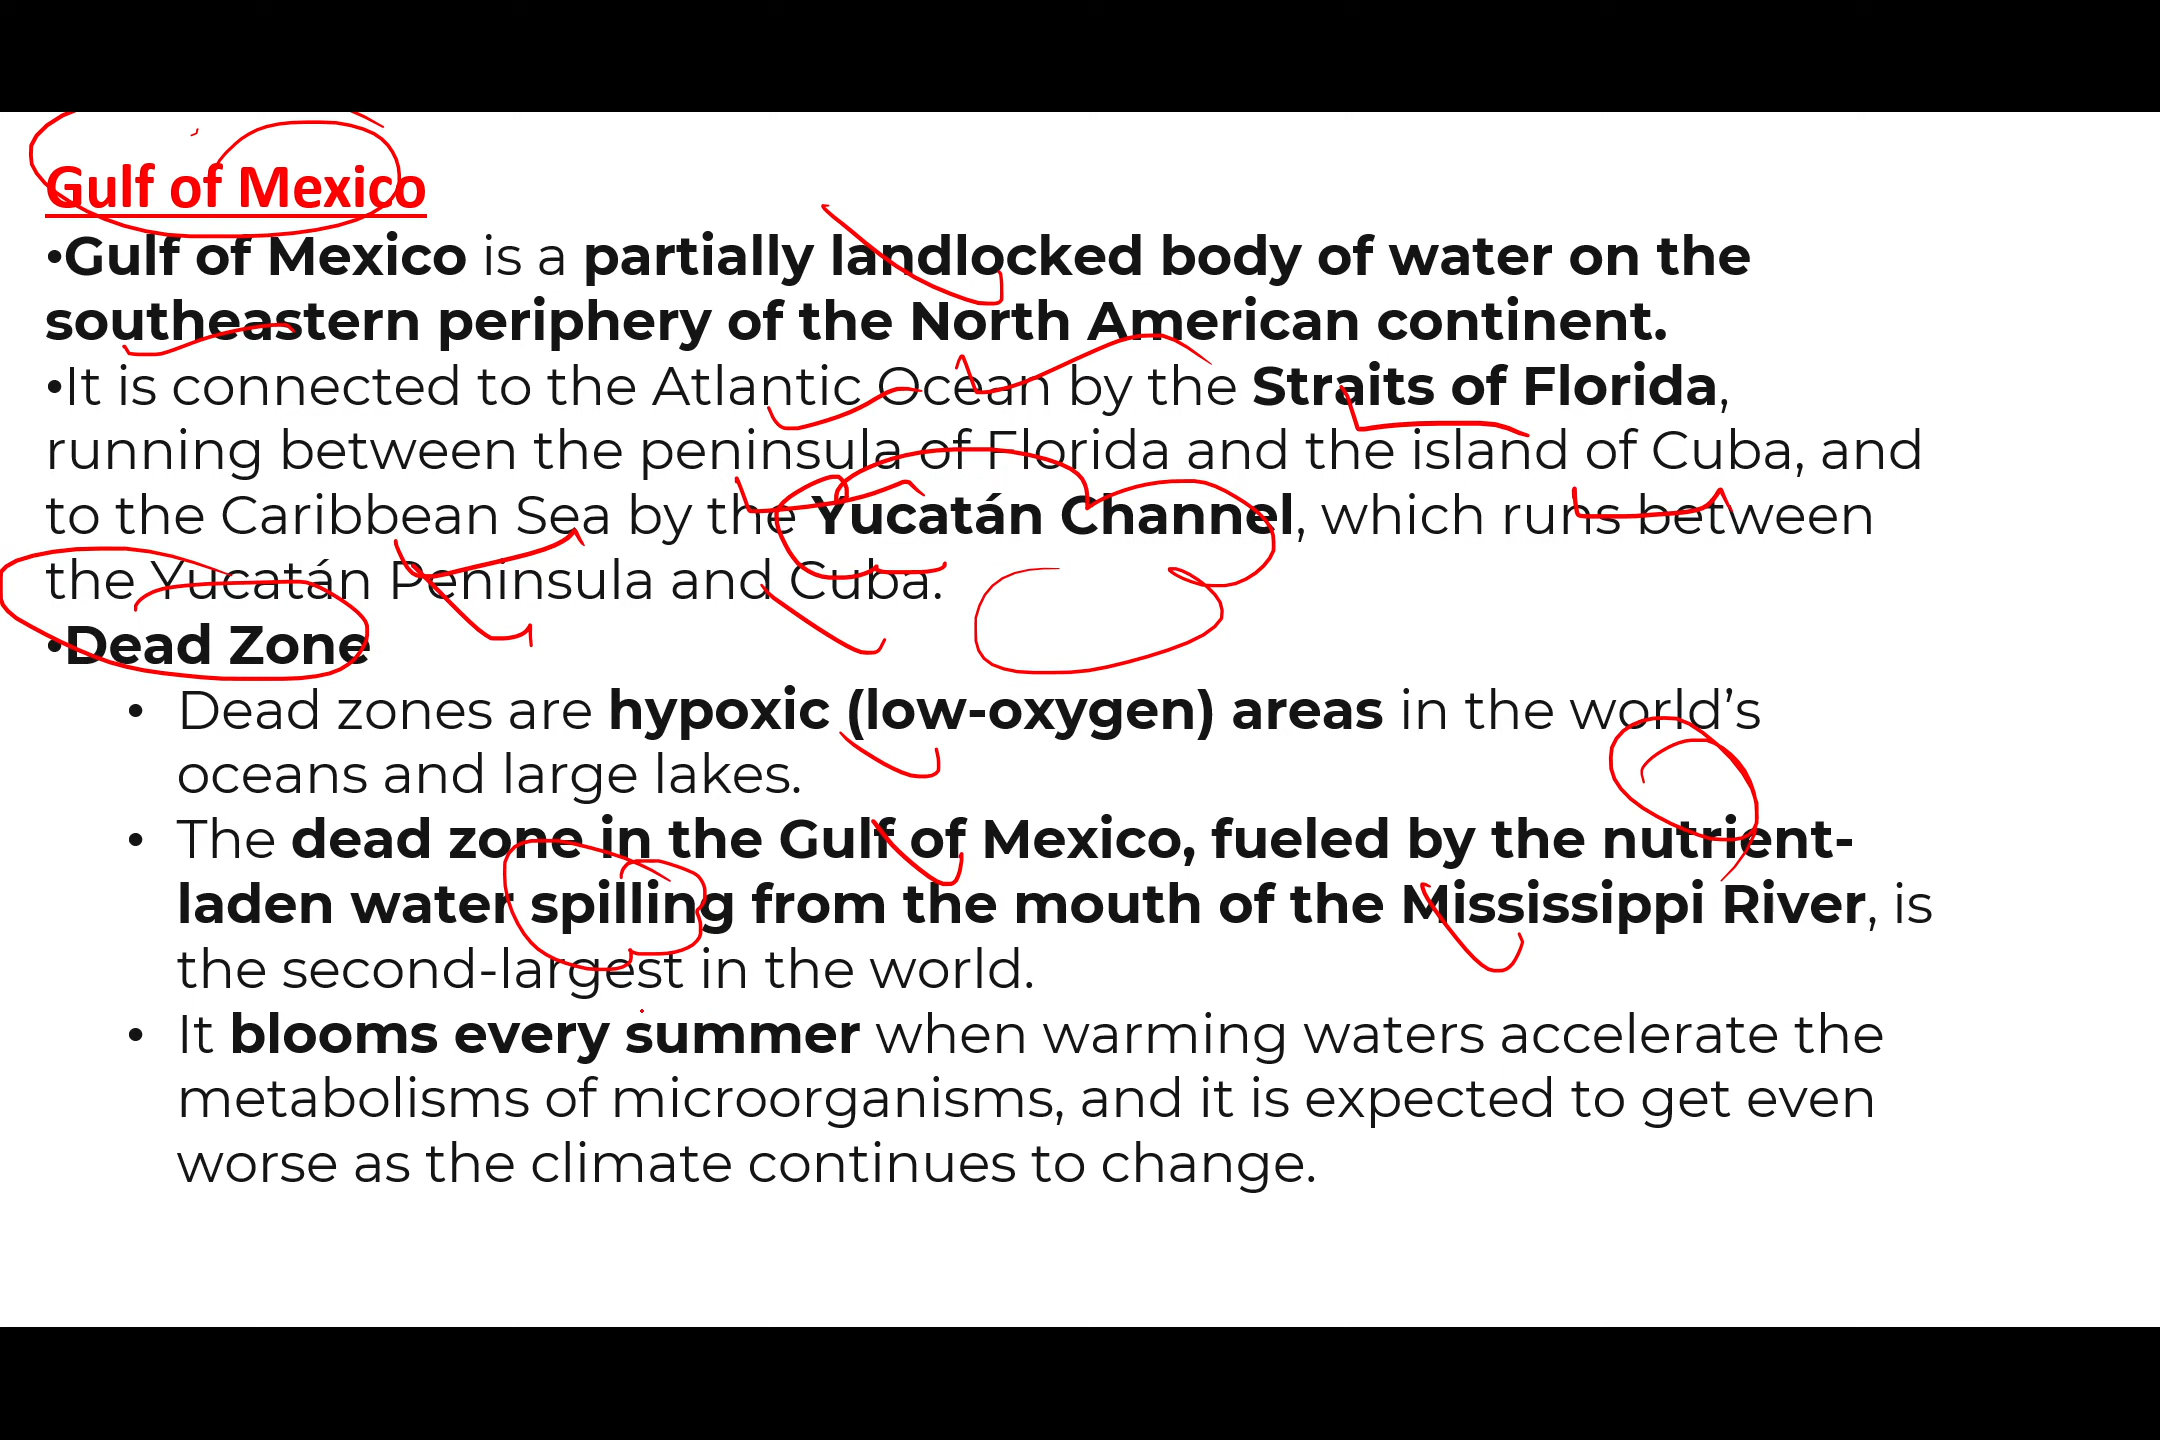 Gulf of Mexico
•Gulf of Mexico is a partially landlocked body of water on the
southeastern periphery of the North American continent.
•It is connected to the Atlantic Ocean by the Straits of Florida,
running between the peninsula of Florida and the island of Cuba, and
to the Caribbean Sea by the Yucatán Channel, which runs between
the Yucatán Peninsula and Cuba.
•Dead Zone
• Dead zones are hypoxic (low-oxygen) areas in the world’s
oceans and large lakes.
• The dead zone in the Gulf of Mexico, fueled by the nutrient-
laden water spilling from the mouth of the Mississippi River, is
the second-largest in the world.
• It blooms every summer when warming waters accelerate the
metabolisms of microorganisms, and it is expected to get even
worse as the climate continues to change.